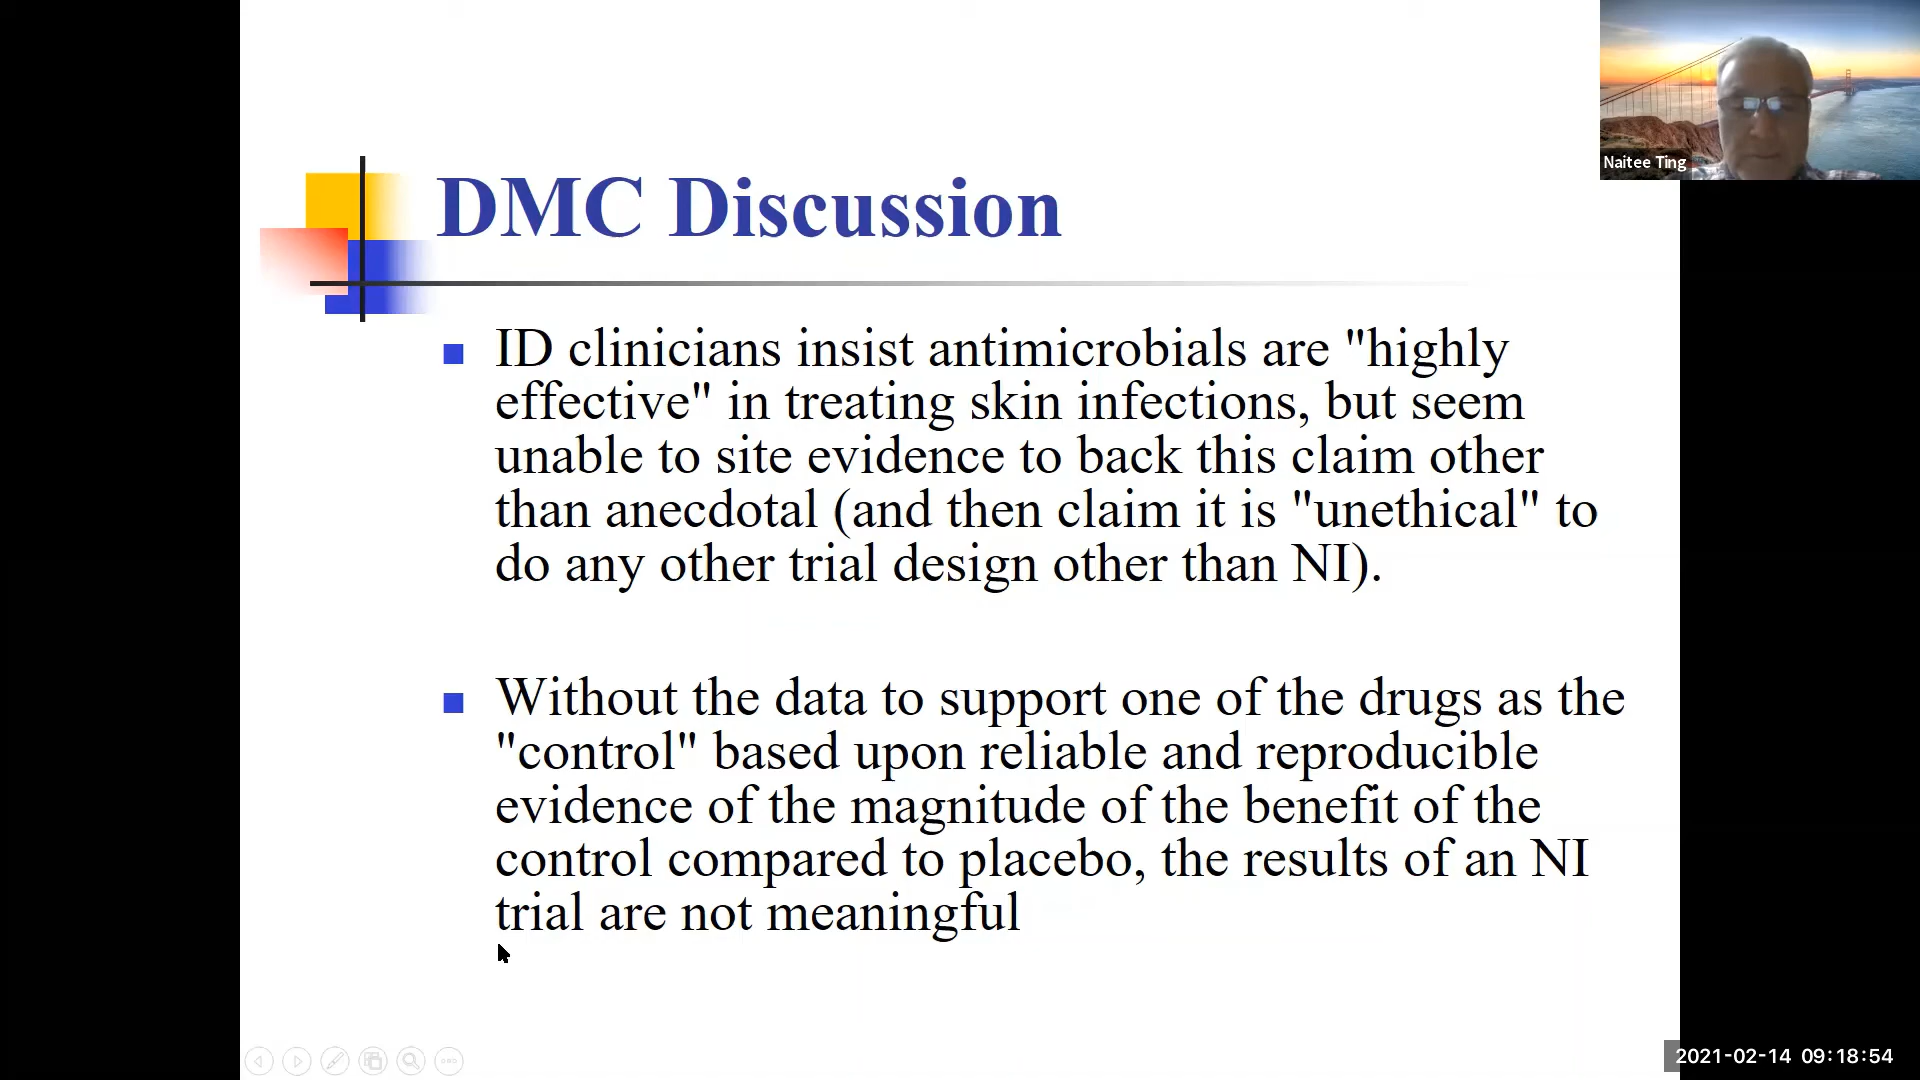 Naitee Ting
DMC Discussion
ID clinicians insist antimicrobials are "highly
effective" in treating skin infections, but seem
unable to site evidence to back this claim other
than anecdotal (and then claim it is "unethical" to
do any other trial design other than NI).
Without the data to support one of the drugs as the
"control" based upon reliable and reproducible
evidence of the magnitude of the benefit of the
control compared to placebo, the results of an NI
trial are not meaningful
2021-02-14 09:18:54